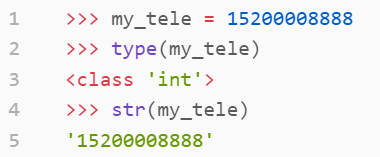 1 >>> my_tele = 15200008888
2 >>> type(my_tele)
3 <class 'int'>
4 >>> str(my_tele)
5 '15200008888'